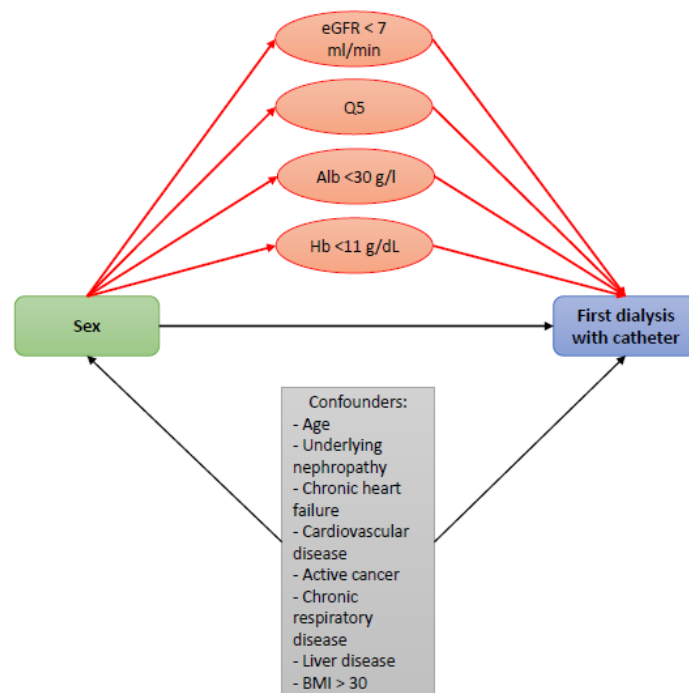 eGFR < 7
ml/min
Q5
Alb <30 g/l
Hb <11 g/dL
Sex
First dialysis
with catheter
Confounders:
- Age
- Underlying
nephropathy
- Chronic heart
failure
- Cardiovascular
disease
- Active cancer
- Chronic
respiratory
disease
- Liver disease
- BMI > 30